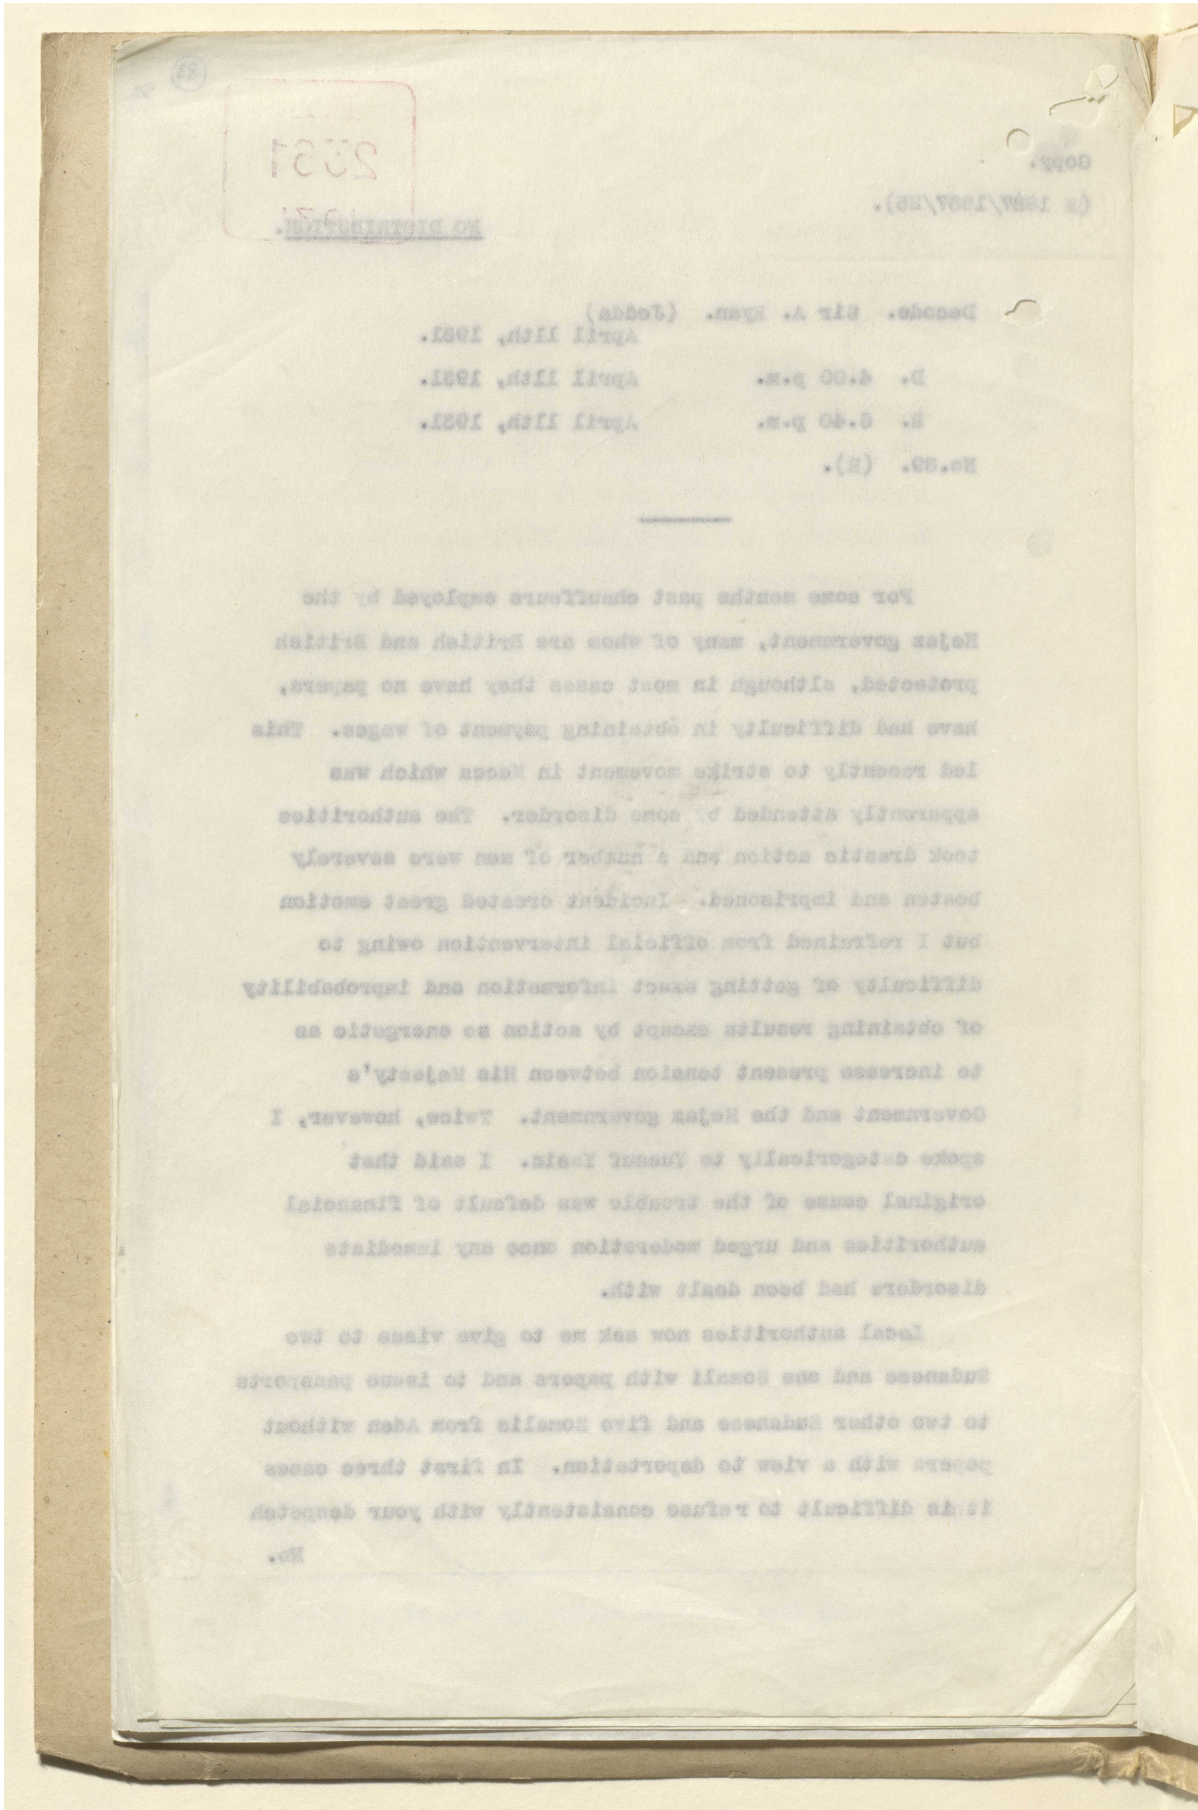 83
2351
1931
Copy.
(E 1987/1987/25).
NO DISTRIBUTION.
Decode. Sir A. Ryan. (Jedda)
April 11th, 1931.
D. 4.00 p.m. April 11th, 1931.
R. 6.40 p.m. April 11th, 1931.
No.89. (R).
For some months past chauffeurs employed by the
Hejaz government, many of whom are British and British
protected, although in most cases they have no papers,
have had difficulty in obtaining payment of wages. This
led recently to strike movement in Mecca which was
apparently attended by some disorder. The authorities
took drastic action and a number of men were severely
beaten and imprisoned. Incident created great emotion
but I refrained from official intervention owing to
difficulty of getting exact information and improbability
of obtaining results except by action so energetic as
to increase present tension between His Majesty's
Government and the Hejaz government. Twice, however, I
spoke categorically to Yusuf Yasin. I said that
original cause of the trouble was default of financial
authorities and urged moderation once any immediate
disorders had been dealt with.
Local authorities now ask me to give visas to two
Sudanese and one Somali with papers and to issue passports
to two other Sudanese and five Somalis from Aden without
papers with a view to deportation. In first three cases
it is difficult to refuse consistently with your despatch
No.